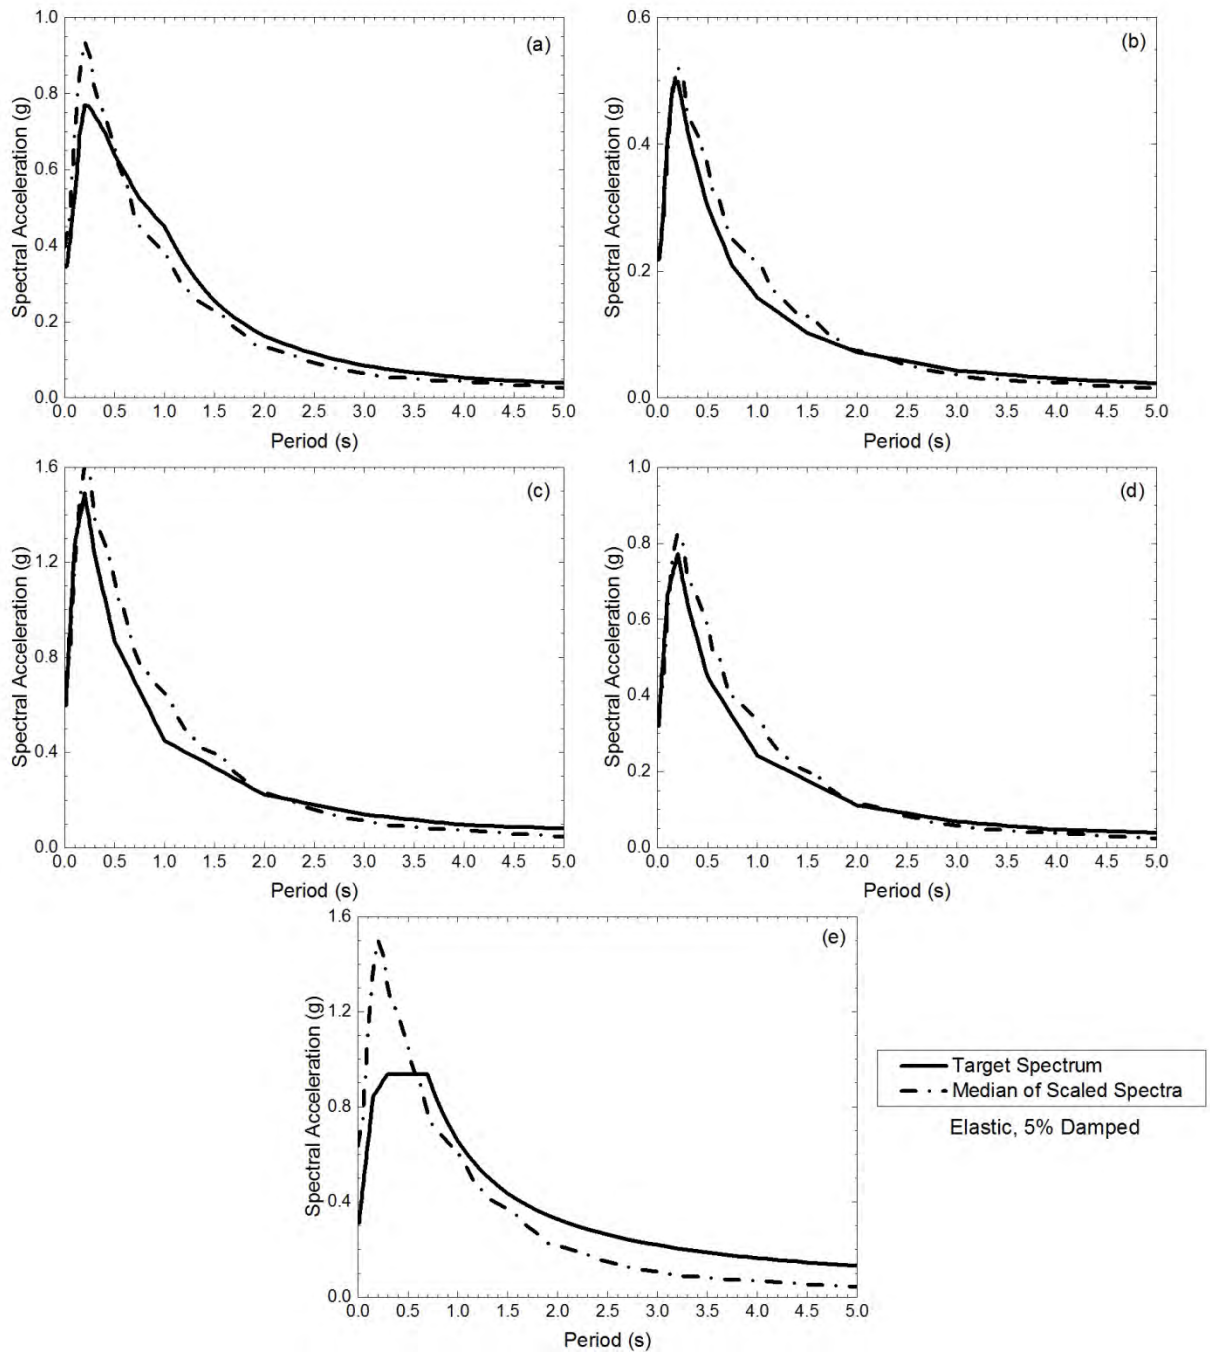 (a)
Spectral Acceleration (g)
1.0
0.8
0.6
0.4
0.2
0.0
0.0 0.5 1.0 1.5 2.0 2.5 3.0 3.5 4.0 4.5 5.0
Period (s)
(b)
Spectral Acceleration (g)
0.6
0.4
0.2
0.0
0.0 0.5 1.0 1.5 2.0 2.5 3.0 3.5 4.0 4.5 5.0
Period (s)
(c)
Spectral Acceleration (g)
1.6
1.2
0.8
0.4
0.0
0.0 0.5 1.0 1.5 2.0 2.5 3.0 3.5 4.0 4.5 5.0
Period (s)
(d)
Spectral Acceleration (g)
1.0
0.8
0.6
0.4
0.2
0.0
0.0 0.5 1.0 1.5 2.0 2.5 3.0 3.5 4.0 4.5 5.0
Period (s)
(e)
Spectral Acceleration (g)
1.6
1.2
0.8
0.4
0.0
0.0 0.5 1.0 1.5 2.0 2.5 3.0 3.5 4.0 4.5 5.0
Period (s)
Target Spectrum
Median of Scaled Spectra
Elastic, 5% Damped